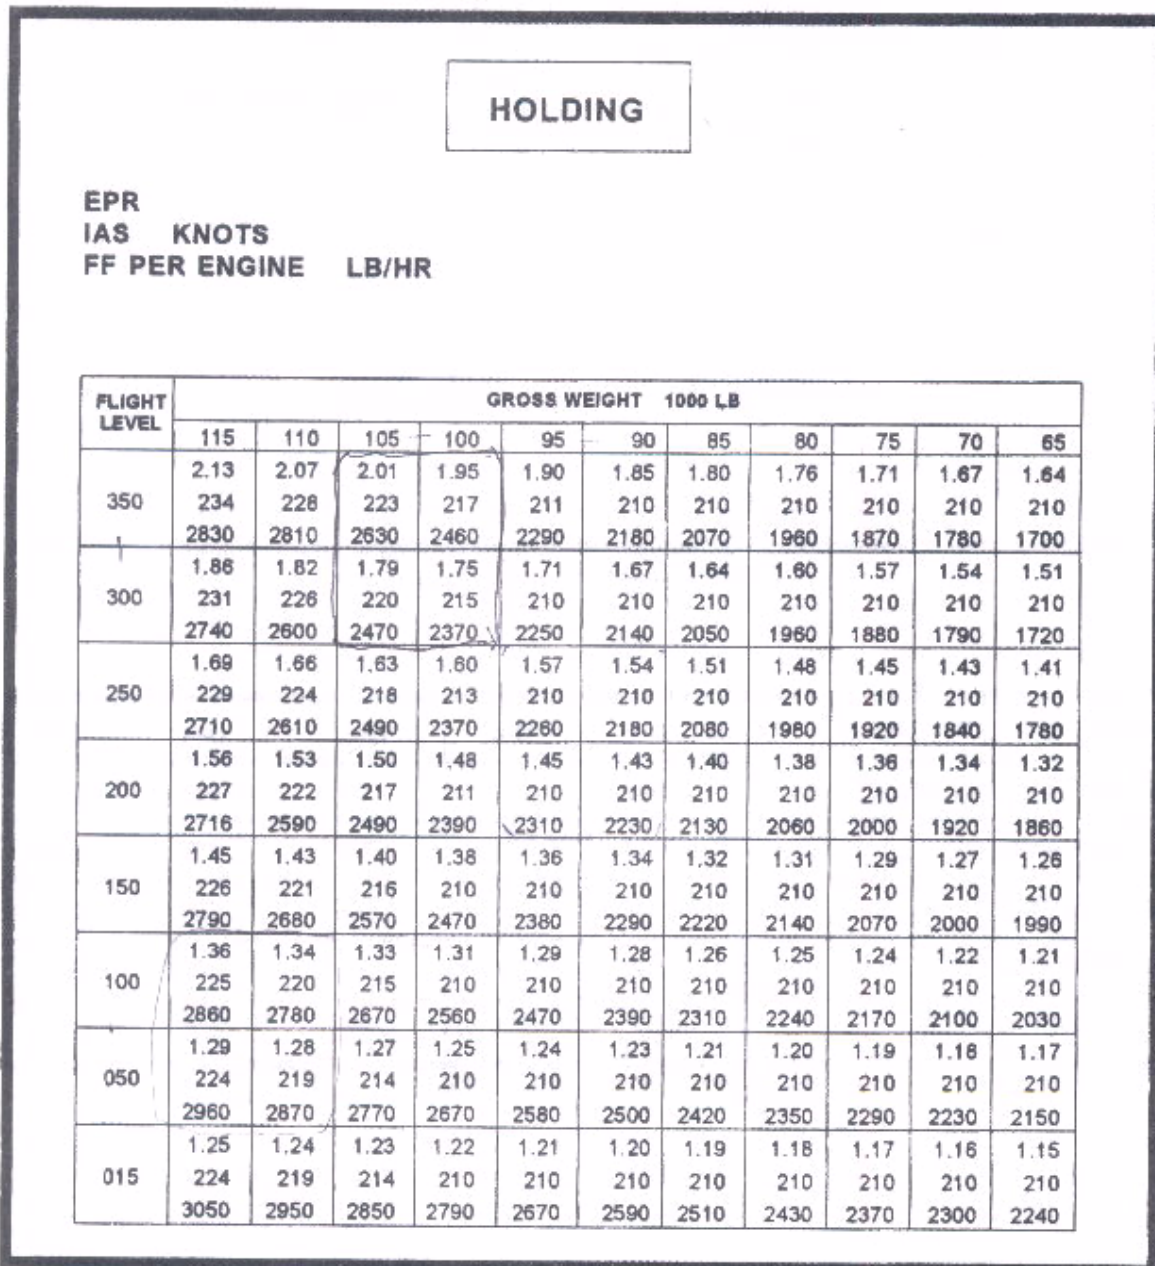 HOLDING
EPR
IAS KNOTS
FF PER ENGINE LB/HR
FLIGHT LEVEL GROSS WEIGHT 1000 LB
115 110 105 100 95 90 85 80 75 70 65
2.13 2.07 2.01 1.95 1.90 1.85 1.80 1.76 1.71 1.67 1.64
350 234 228 223 217 211 210 210 210 210 210 210
2830 2810 2630 2460 2290 2180 2070 1960 1870 1780 1700
1.86 1.82 1.79 1.75 1.71 1.67 1.64 1.60 1.57 1.54 1.51
300 231 226 220 215 210 210 210 210 210 210 210
2740 2600 2470 2370 2250 2140 2050 1960 1880 1790 1720
1.69 1.66 1.63 1.60 1.57 1.54 1.51 1.48 1.45 1.43 1.41
250 229 224 218 213 210 210 210 210 210 210 210
2710 2610 2490 2370 2260 2180 2080 1980 1920 1840 1780
1.56 1.53 1.50 1.48 1.45 1.43 1.40 1.38 1.36 1.34 1.32
200 227 222 217 211 210 210 210 210 210 210 210
2716 2590 2490 2390 2310 2230 2130 2060 2000 1920 1860
1.45 1.43 1.40 1.38 1.36 1.34 1.32 1.31 1.29 1.27 1.26
150 226 221 216 210 210 210 210 210 210 210 210
2790 2680 2570 2470 2380 2290 2220 2140 2070 2000 1990
1.36 1.34 1.33 1.31 1.29 1.28 1.26 1.25 1.24 1.22 1.21
100 225 220 215 210 210 210 210 210 210 210 210
2860 2780 2670 2560 2470 2390 2310 2240 2170 2100 2030
1.29 1.28 1.27 1.25 1.24 1.23 1.21 1.20 1.19 1.18 1.17
050 224 219 214 210 210 210 210 210 210 210 210
2960 2870 2770 2670 2580 2500 2420 2350 2290 2230 2150
1.25 1.24 1.23 1.22 1.21 1.20 1.19 1.18 1.17 1.16 1.15
015 224 219 214 210 210 210 210 210 210 210 210
3050 2950 2850 2790 2670 2590 2510 2430 2370 2300 2240